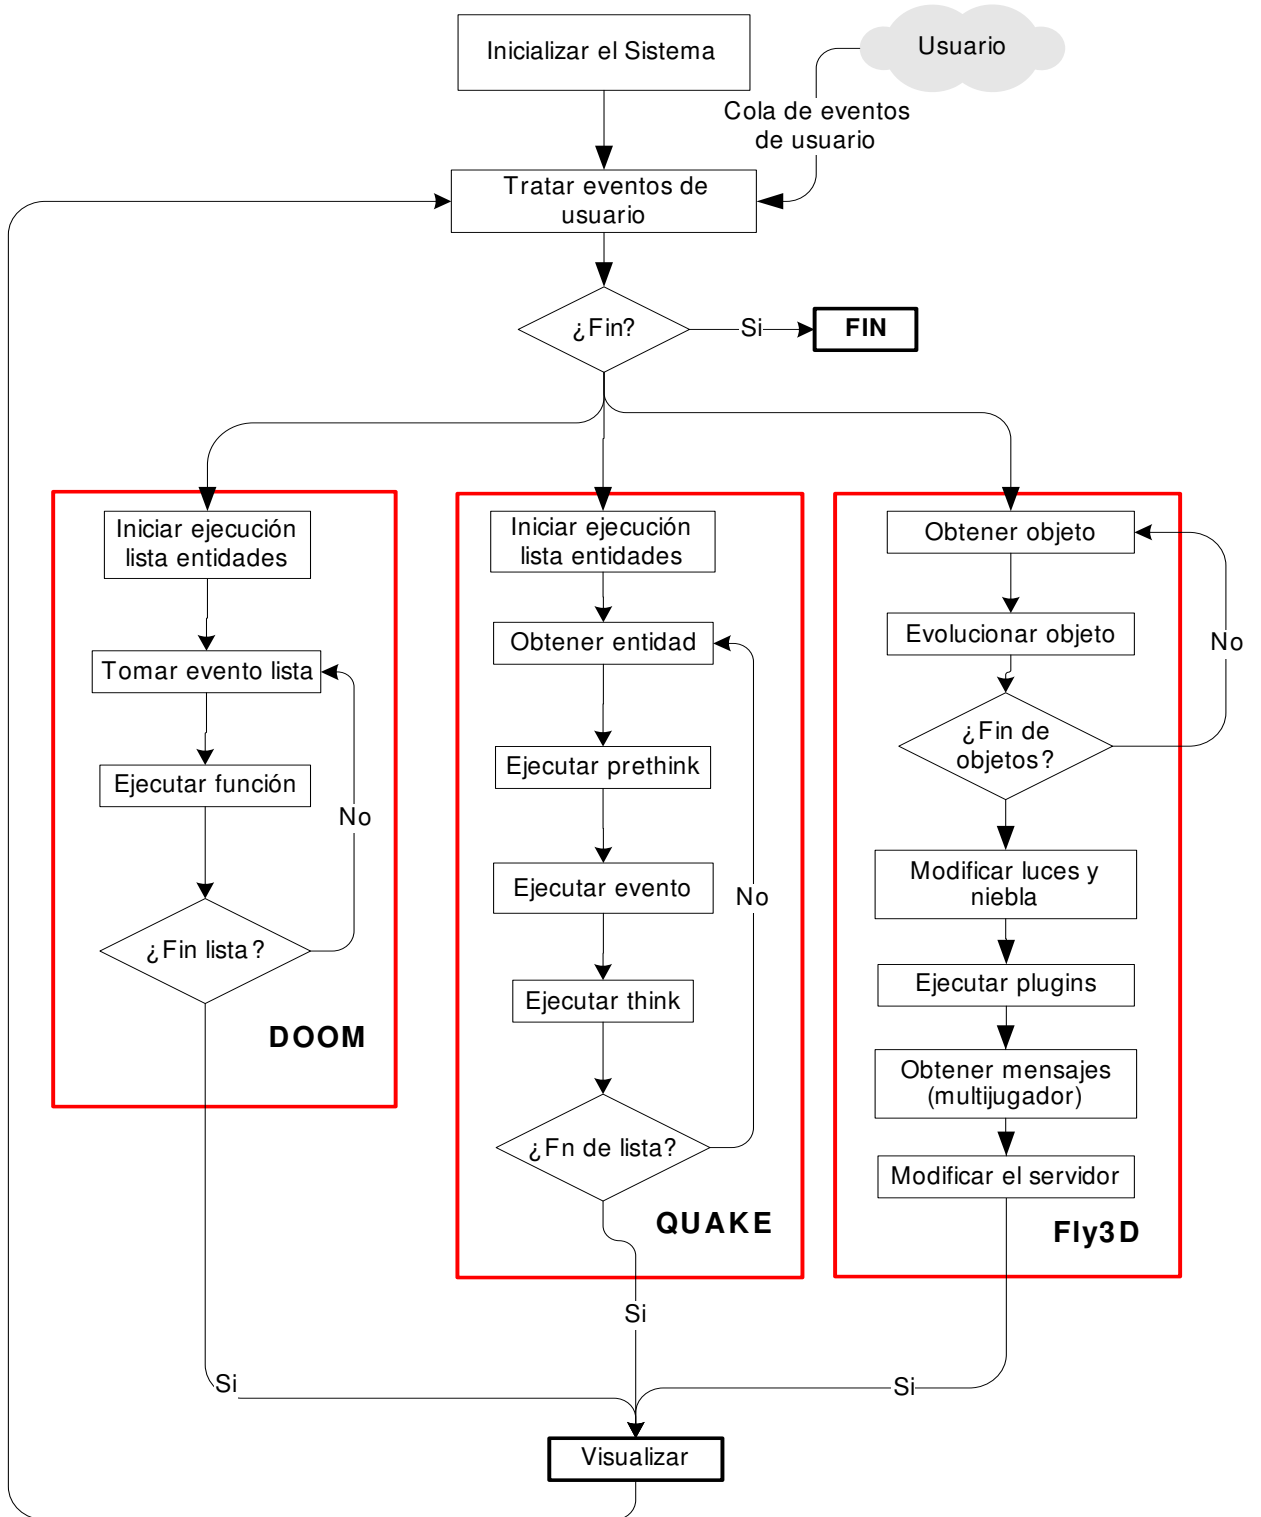 Inicializar el Sistema
Usuario
Cola de eventos
de usuario
Tratar eventos de
usuario
¿Fin?
Si
FIN
Iniciar ejecución
lista entidades
Tomar evento lista
Ejecutar función
No
¿Fin lista?
DOOM
Si
Iniciar ejecución
lista entidades
Obtener entidad
Ejecutar prethink
Ejecutar evento
No
Ejecutar think
¿Fn de lista?
QUAKE
Si
Obtener objeto
Evolucionar objeto
No
¿Fin de
objetos?
Modificar luces y
niebla
Ejecutar plugins
Obtener mensajes
(multijugador)
Modificar el servidor
Fly3D
Si
Visualizar